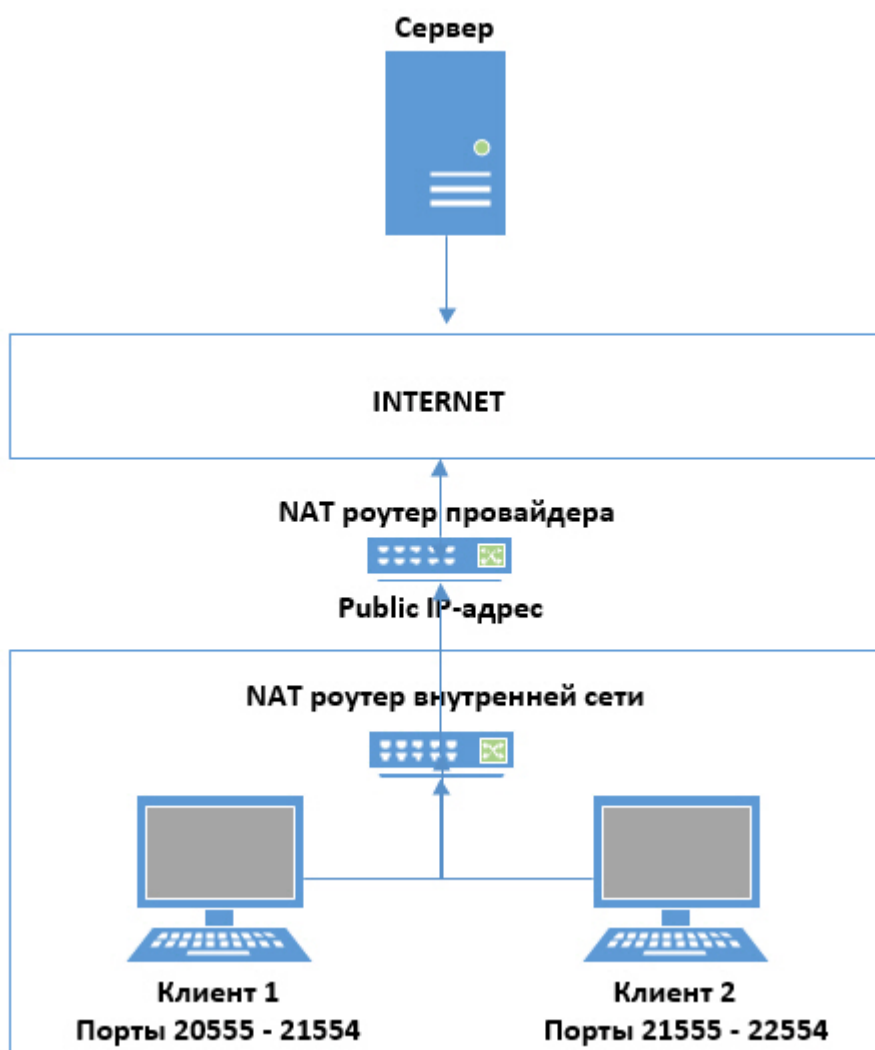 Сервер
INTERNET
NAT роутер провайдера
Public IP-адрес
NAT роутер внутренней сети
Клиент 1
Порты 20555 - 21554
Клиент 2
Порты 21555 - 22554